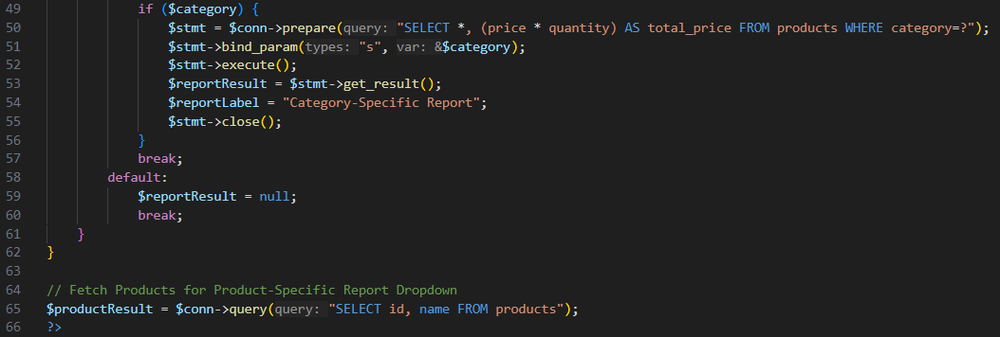 49 if ($category) {
50 $stmt = $conn->prepare(query: "SELECT *, (price * quantity) AS total_price FROM products WHERE category=?");
51 $stmt->bind_param(types: "s", var: &$category);
52 $stmt->execute();
53 $reportResult = $stmt->get_result();
54 $reportLabel = "Category-Specific Report";
55 $stmt->close();
56 }
57 break;
58 default:
59 $reportResult = null;
60 break;
61 }
62 }
63
64 // Fetch Products for Product-Specific Report Dropdown
65 $productResult = $conn->query(query: "SELECT id, name FROM products");
66 ?>